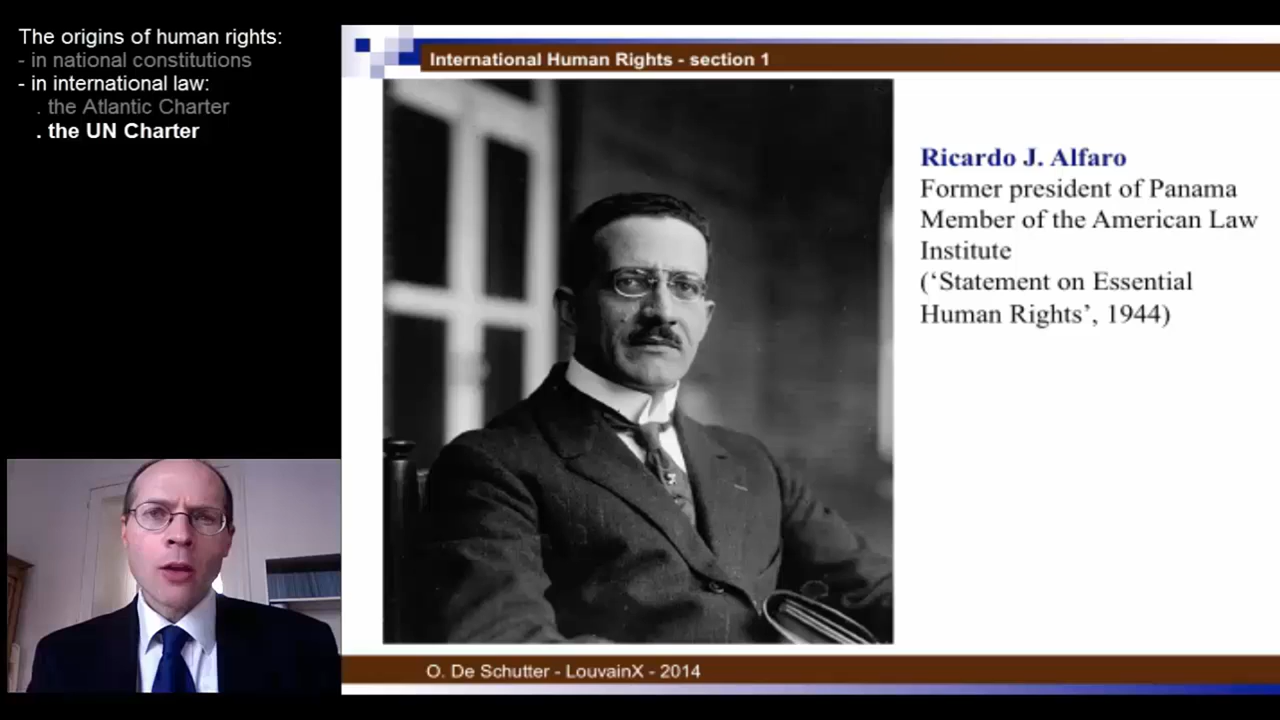 The origins of human rights:
- in national constitutions
- in international law:
. the Atlantic Charter
. the UN Charter
International Human Rights - section 1
Ricardo J. Alfaro
Former president of Panama
Member of the American Law
Institute
(‘Statement on Essential
Human Rights’, 1944)
O. De Schutter - LouvainX - 2014